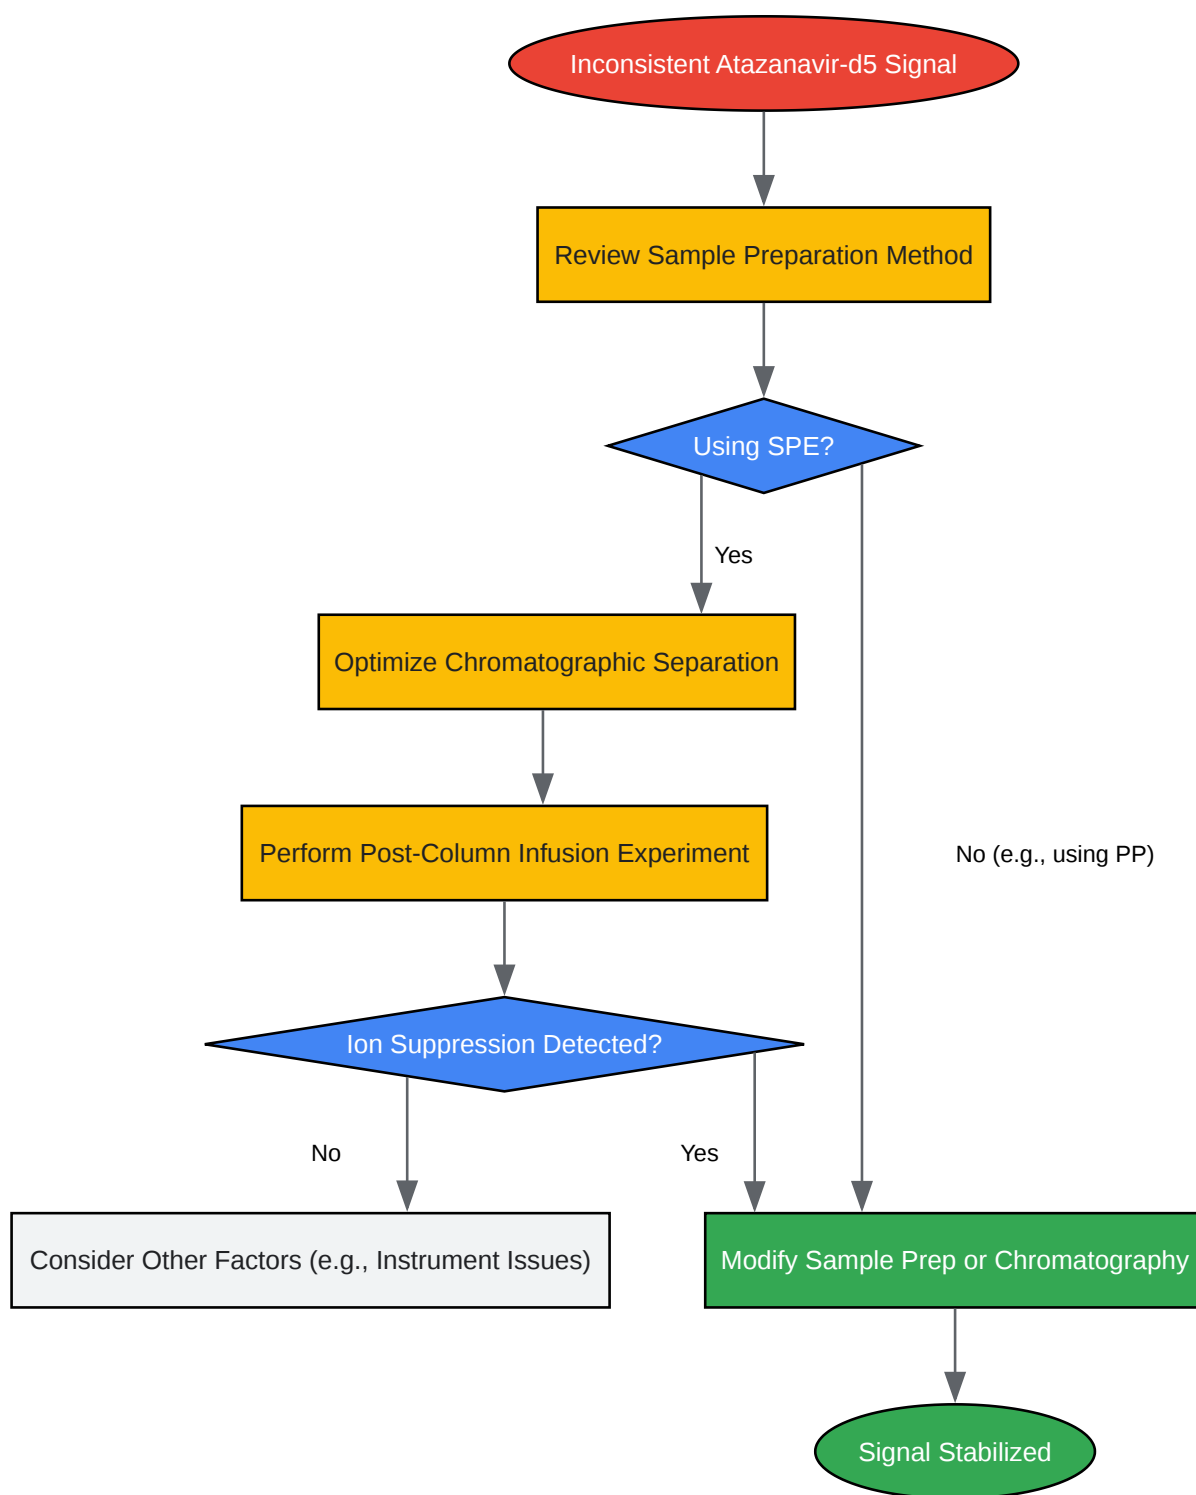 Inconsistent Atazanavir-d5 Signal
Review Sample Preparation Method
Using SPE?
Yes
Optimize Chromatographic Separation
Perform Post-Column Infusion Experiment
No (e.g., using PP)
Ion Suppression Detected?
No
Yes
Consider Other Factors (e.g., Instrument Issues)
Modify Sample Prep or Chromatography
Signal Stabilized